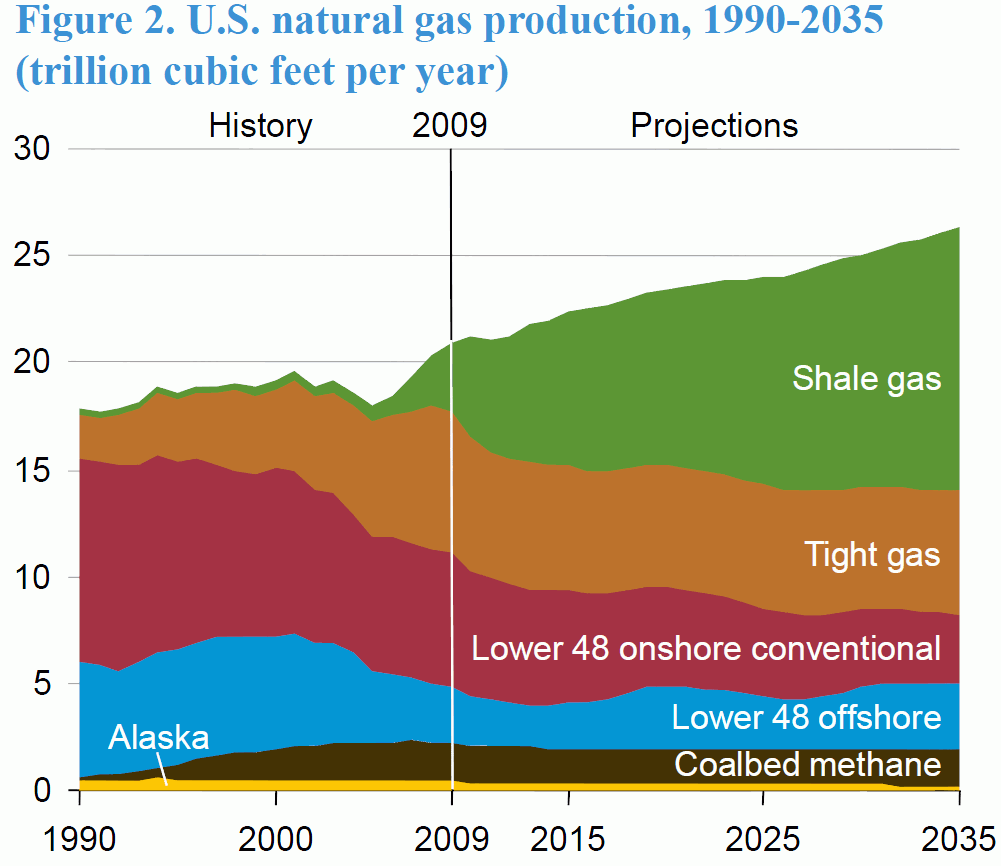 Figure 2. U.S. natural gas production, 1990-2035
(trillion cubic feet per year)
History 2009 Projections
30
25
20
Shale gas
15
Tight gas
10
Lower 48 onshore conventional
5
Lower 48 offshore
Alaska
Coalbed methane
0
1990 2000 2009 2015 2025 2035